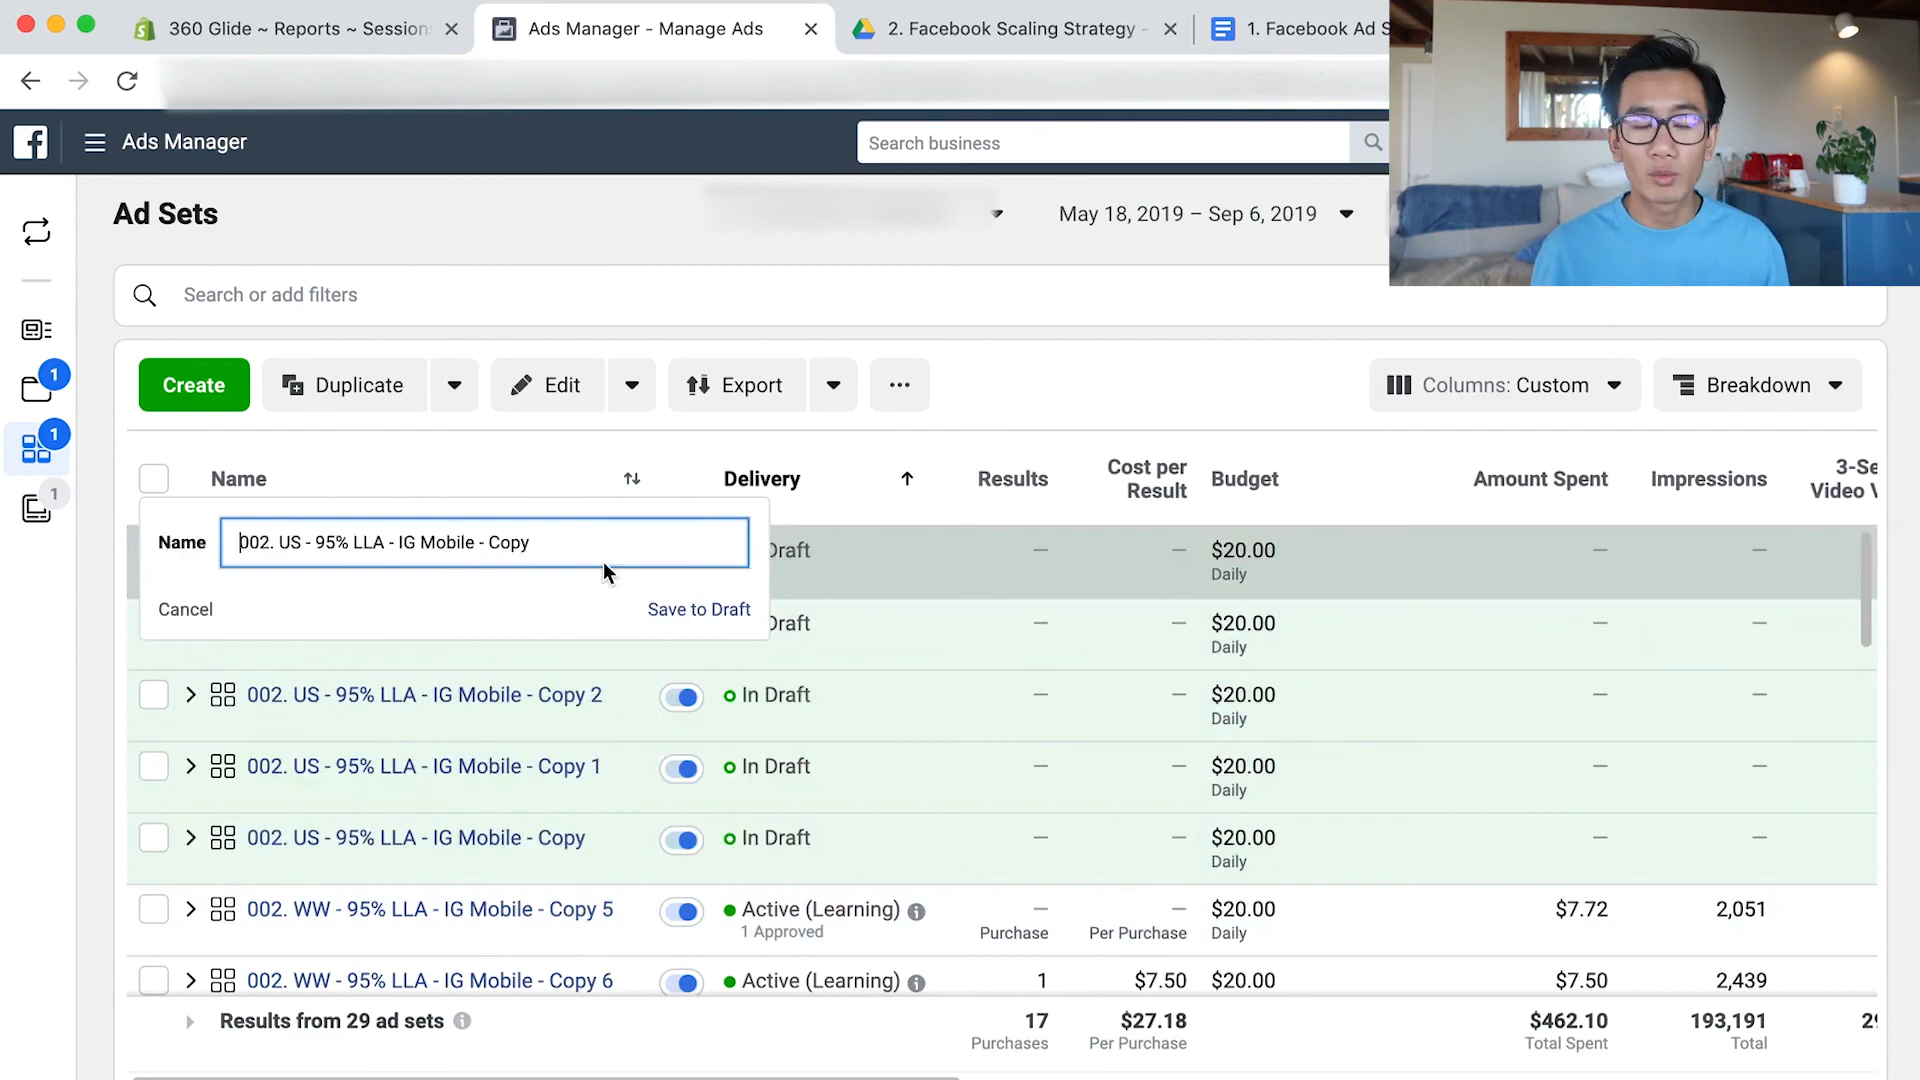 360 Glide ~ Reports ~ Session
Ads Manager - Manage Ads
2. Facebook Scaling Strategy -
1. Facebook Ad S
Ads Manager
Search business
Ad Sets
May 18, 2019 – Sep 6, 2019
Search or add filters
1
1
1
Create
Duplicate
Edit
Export
Columns: Custom
Breakdown
Name
Delivery
Results
Cost per Result
Budget
Amount Spent
Impressions
3-Se
Video V
Name
002. US - 95% LLA - IG Mobile - Copy
Cancel
Save to Draft
Draft
—
—
$20.00
Daily
—
—
Draft
—
—
$20.00
Daily
—
—
002. US - 95% LLA - IG Mobile - Copy 2
In Draft
—
—
$20.00
Daily
—
—
002. US - 95% LLA - IG Mobile - Copy 1
In Draft
—
—
$20.00
Daily
—
—
002. US - 95% LLA - IG Mobile - Copy
In Draft
—
—
$20.00
Daily
—
—
002. WW - 95% LLA - IG Mobile - Copy 5
Active (Learning)
1 Approved
—
Purchase
—
Per Purchase
$20.00
Daily
$7.72
2,051
002. WW - 95% LLA - IG Mobile - Copy 6
Active (Learning)
1
$7.50
$20.00
$7.50
2,439
Results from 29 ad sets
17
Purchases
$27.18
Per Purchase
$462.10
Total Spent
193,191
Total
29